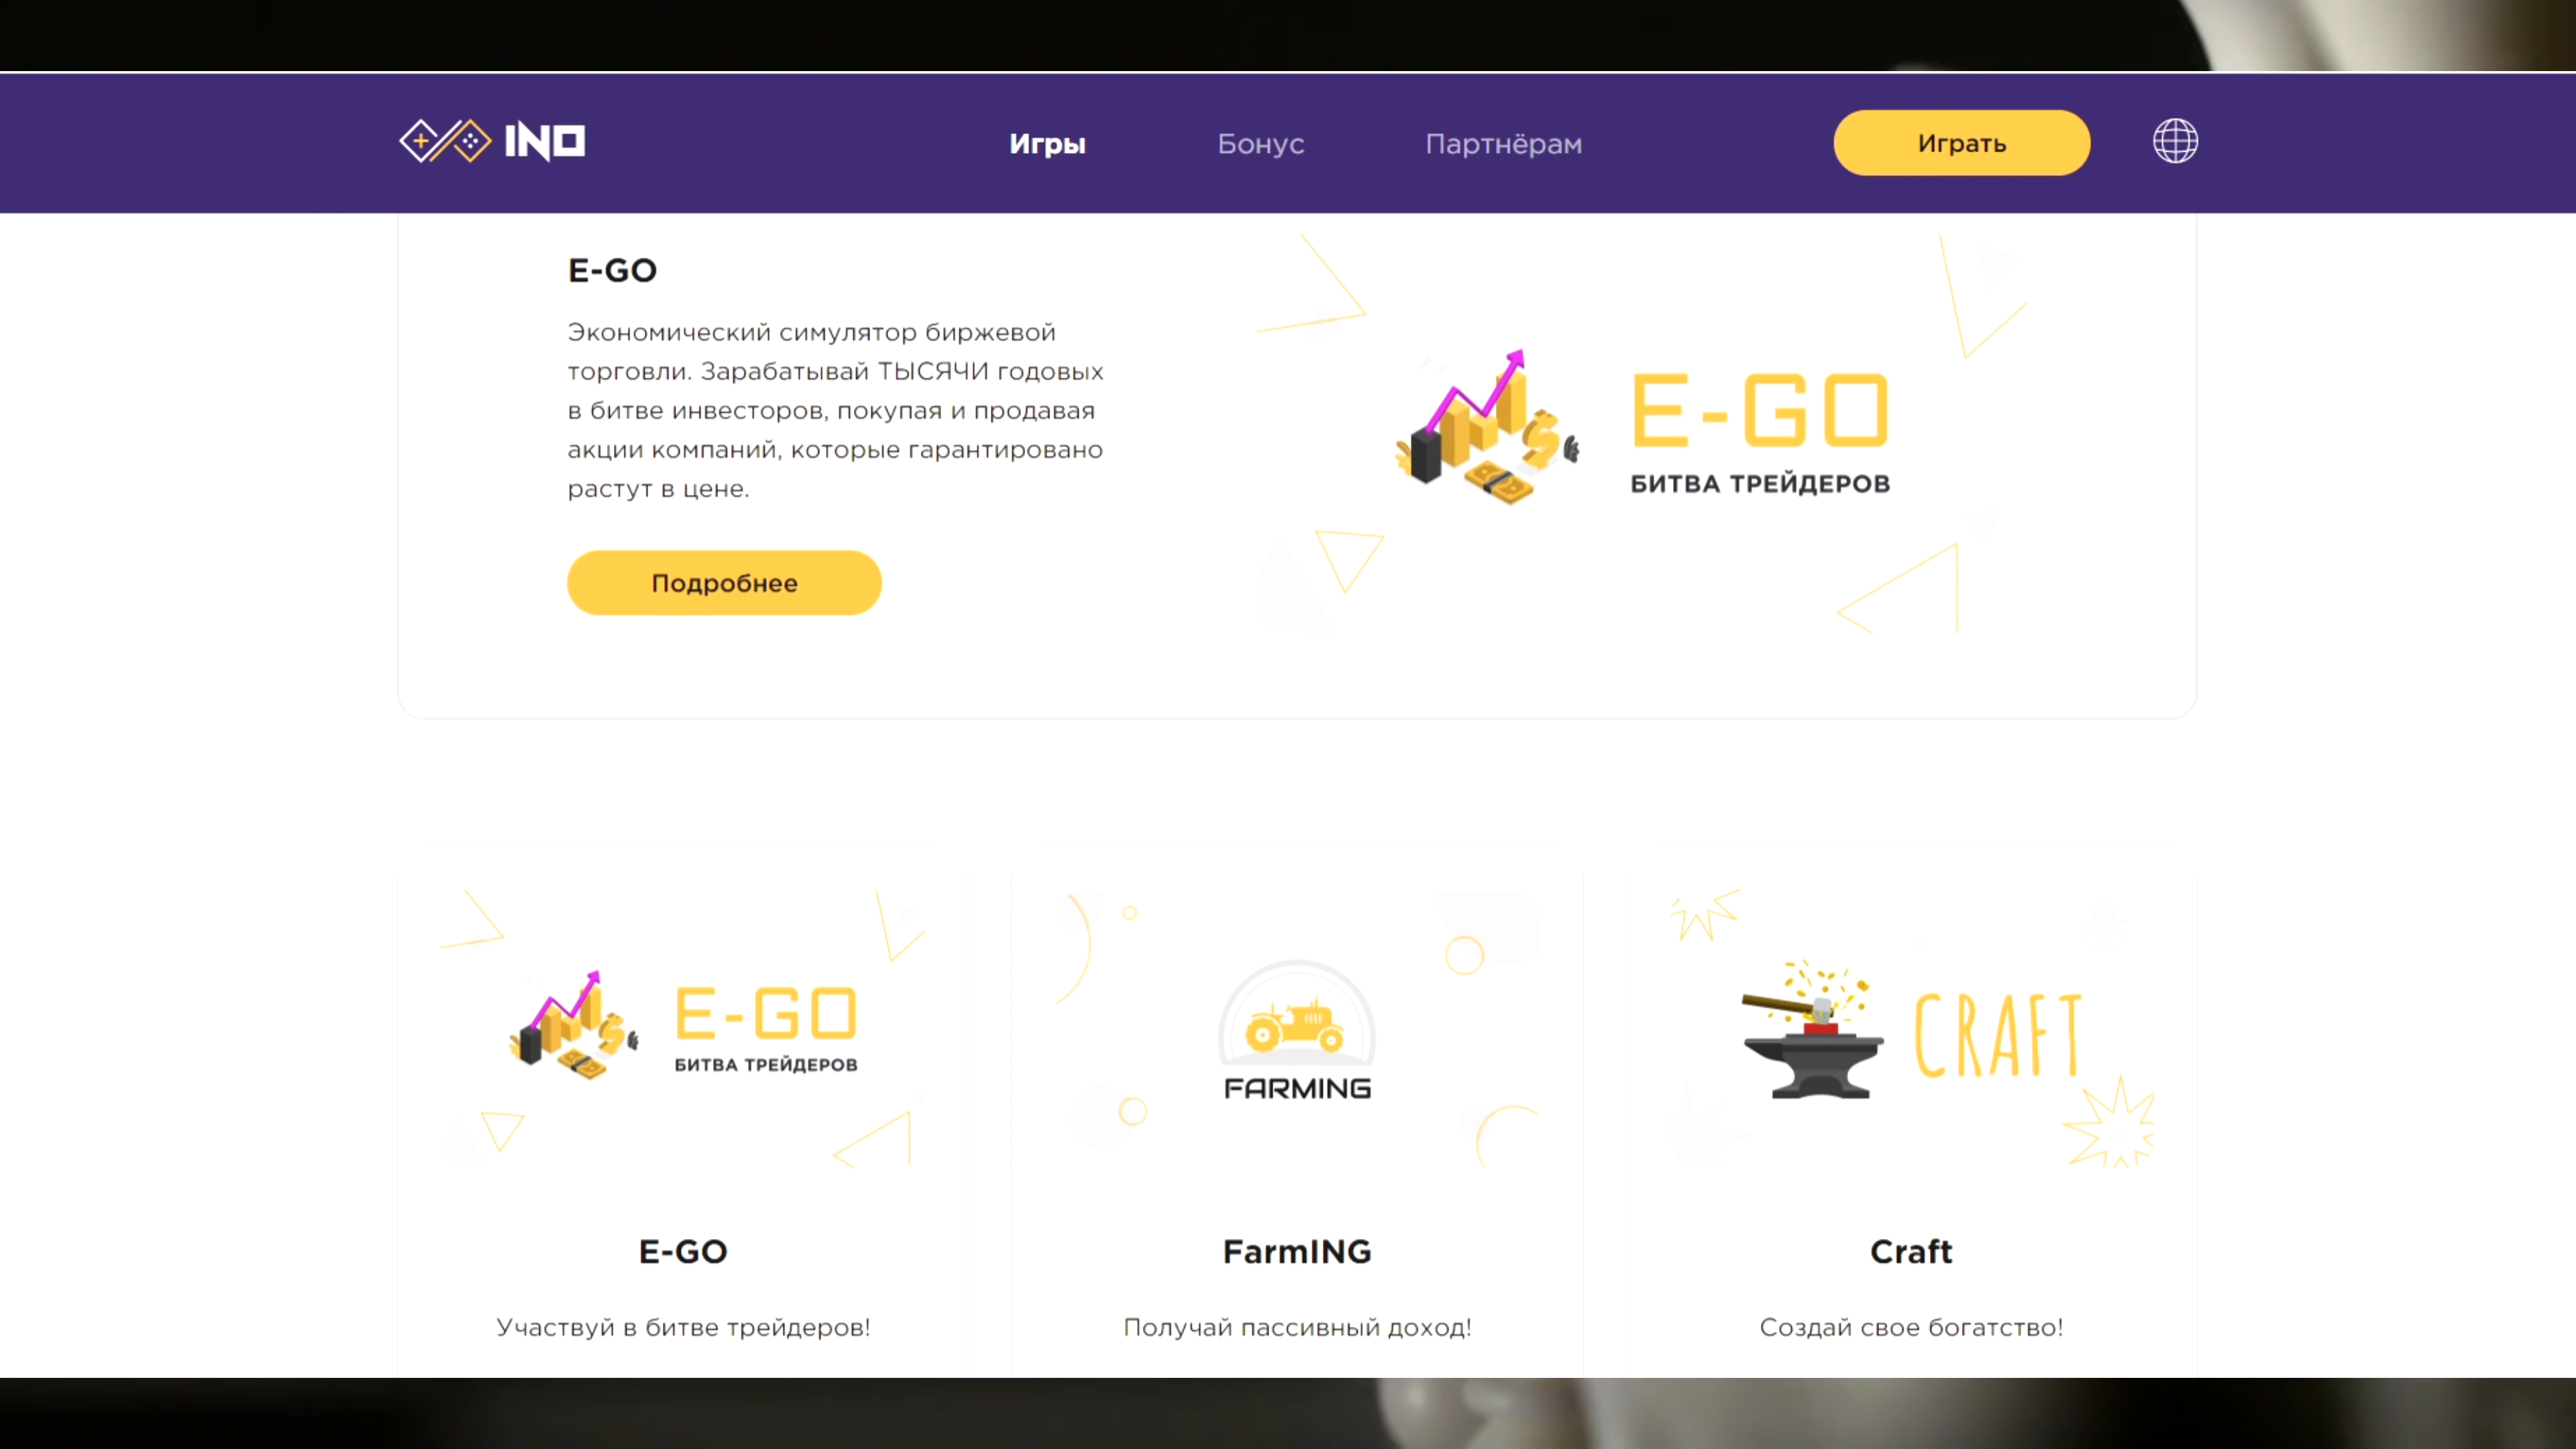 INO
Игры
Бонус
Партнёрам
Играть
E-GO
Экономический симулятор биржевой
торговли. Зарабатывай ТЫСЯЧИ годовых
в битве инвесторов, покупая и продавая
акции компаний, которые гарантировано
растут в цене.
Подробнее
E-GO
БИТВА ТРЕЙДЕРОВ
E-GO
БИТВА ТРЕЙДЕРОВ
FARMING
CRAFT
E-GO
FarmING
Craft
Участвуй в битве трейдеров!
Получай пассивный доход!
Создай свое богатство!